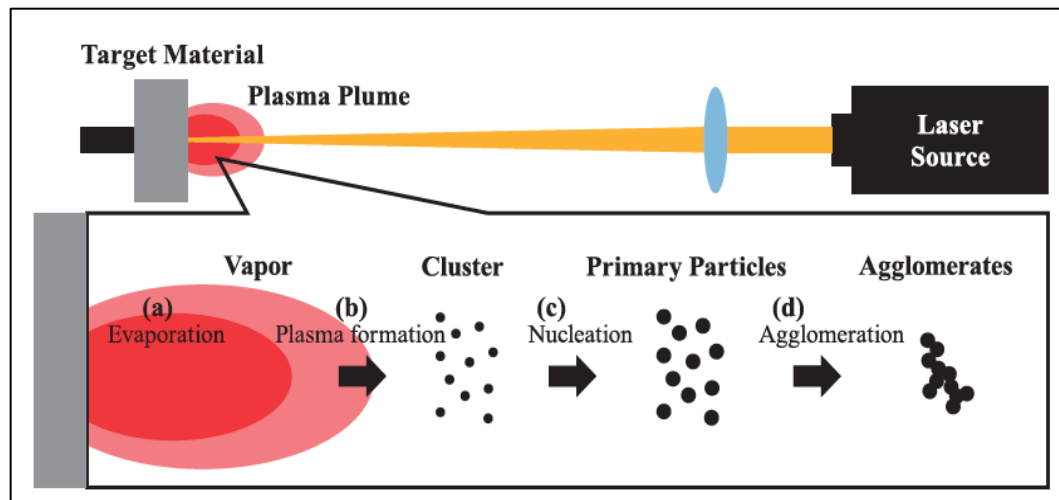 Target Material
Plasma Plume
Laser
Source
Vapor
Cluster
Primary Particles
Agglomerates
(a)
Evaporation
(b)
Plasma formation
(c)
Nucleation
(d)
Agglomeration